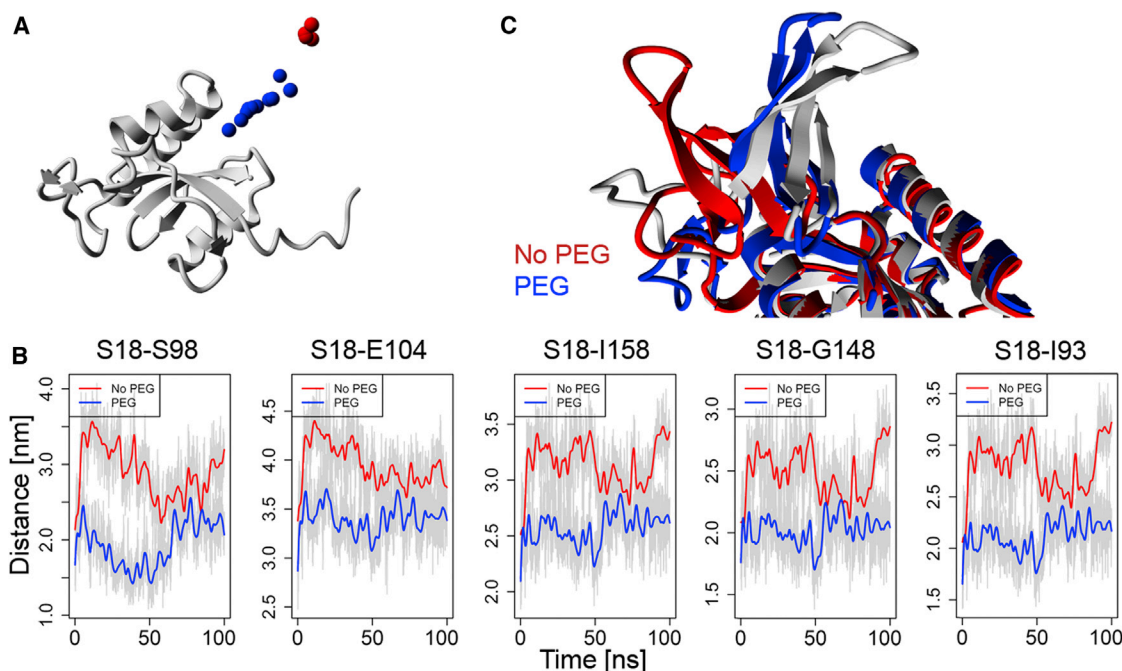 A
C
No PEG
PEG
B
S18-S98
S18-E104
S18-I158
S18-G148
S18-I93
Distance [nm]
No PEG
PEG
4.0
3.0
2.0
1.0
0
50
100
No PEG
PEG
4.5
4.0
3.5
3.0
2.5
0
50
100
No PEG
PEG
3.5
3.0
2.5
2.0
0
50
100
No PEG
PEG
3.0
2.5
2.0
1.5
0
50
100
No PEG
PEG
3.5
3.0
2.5
2.0
1.5
0
50
100
Time [ns]